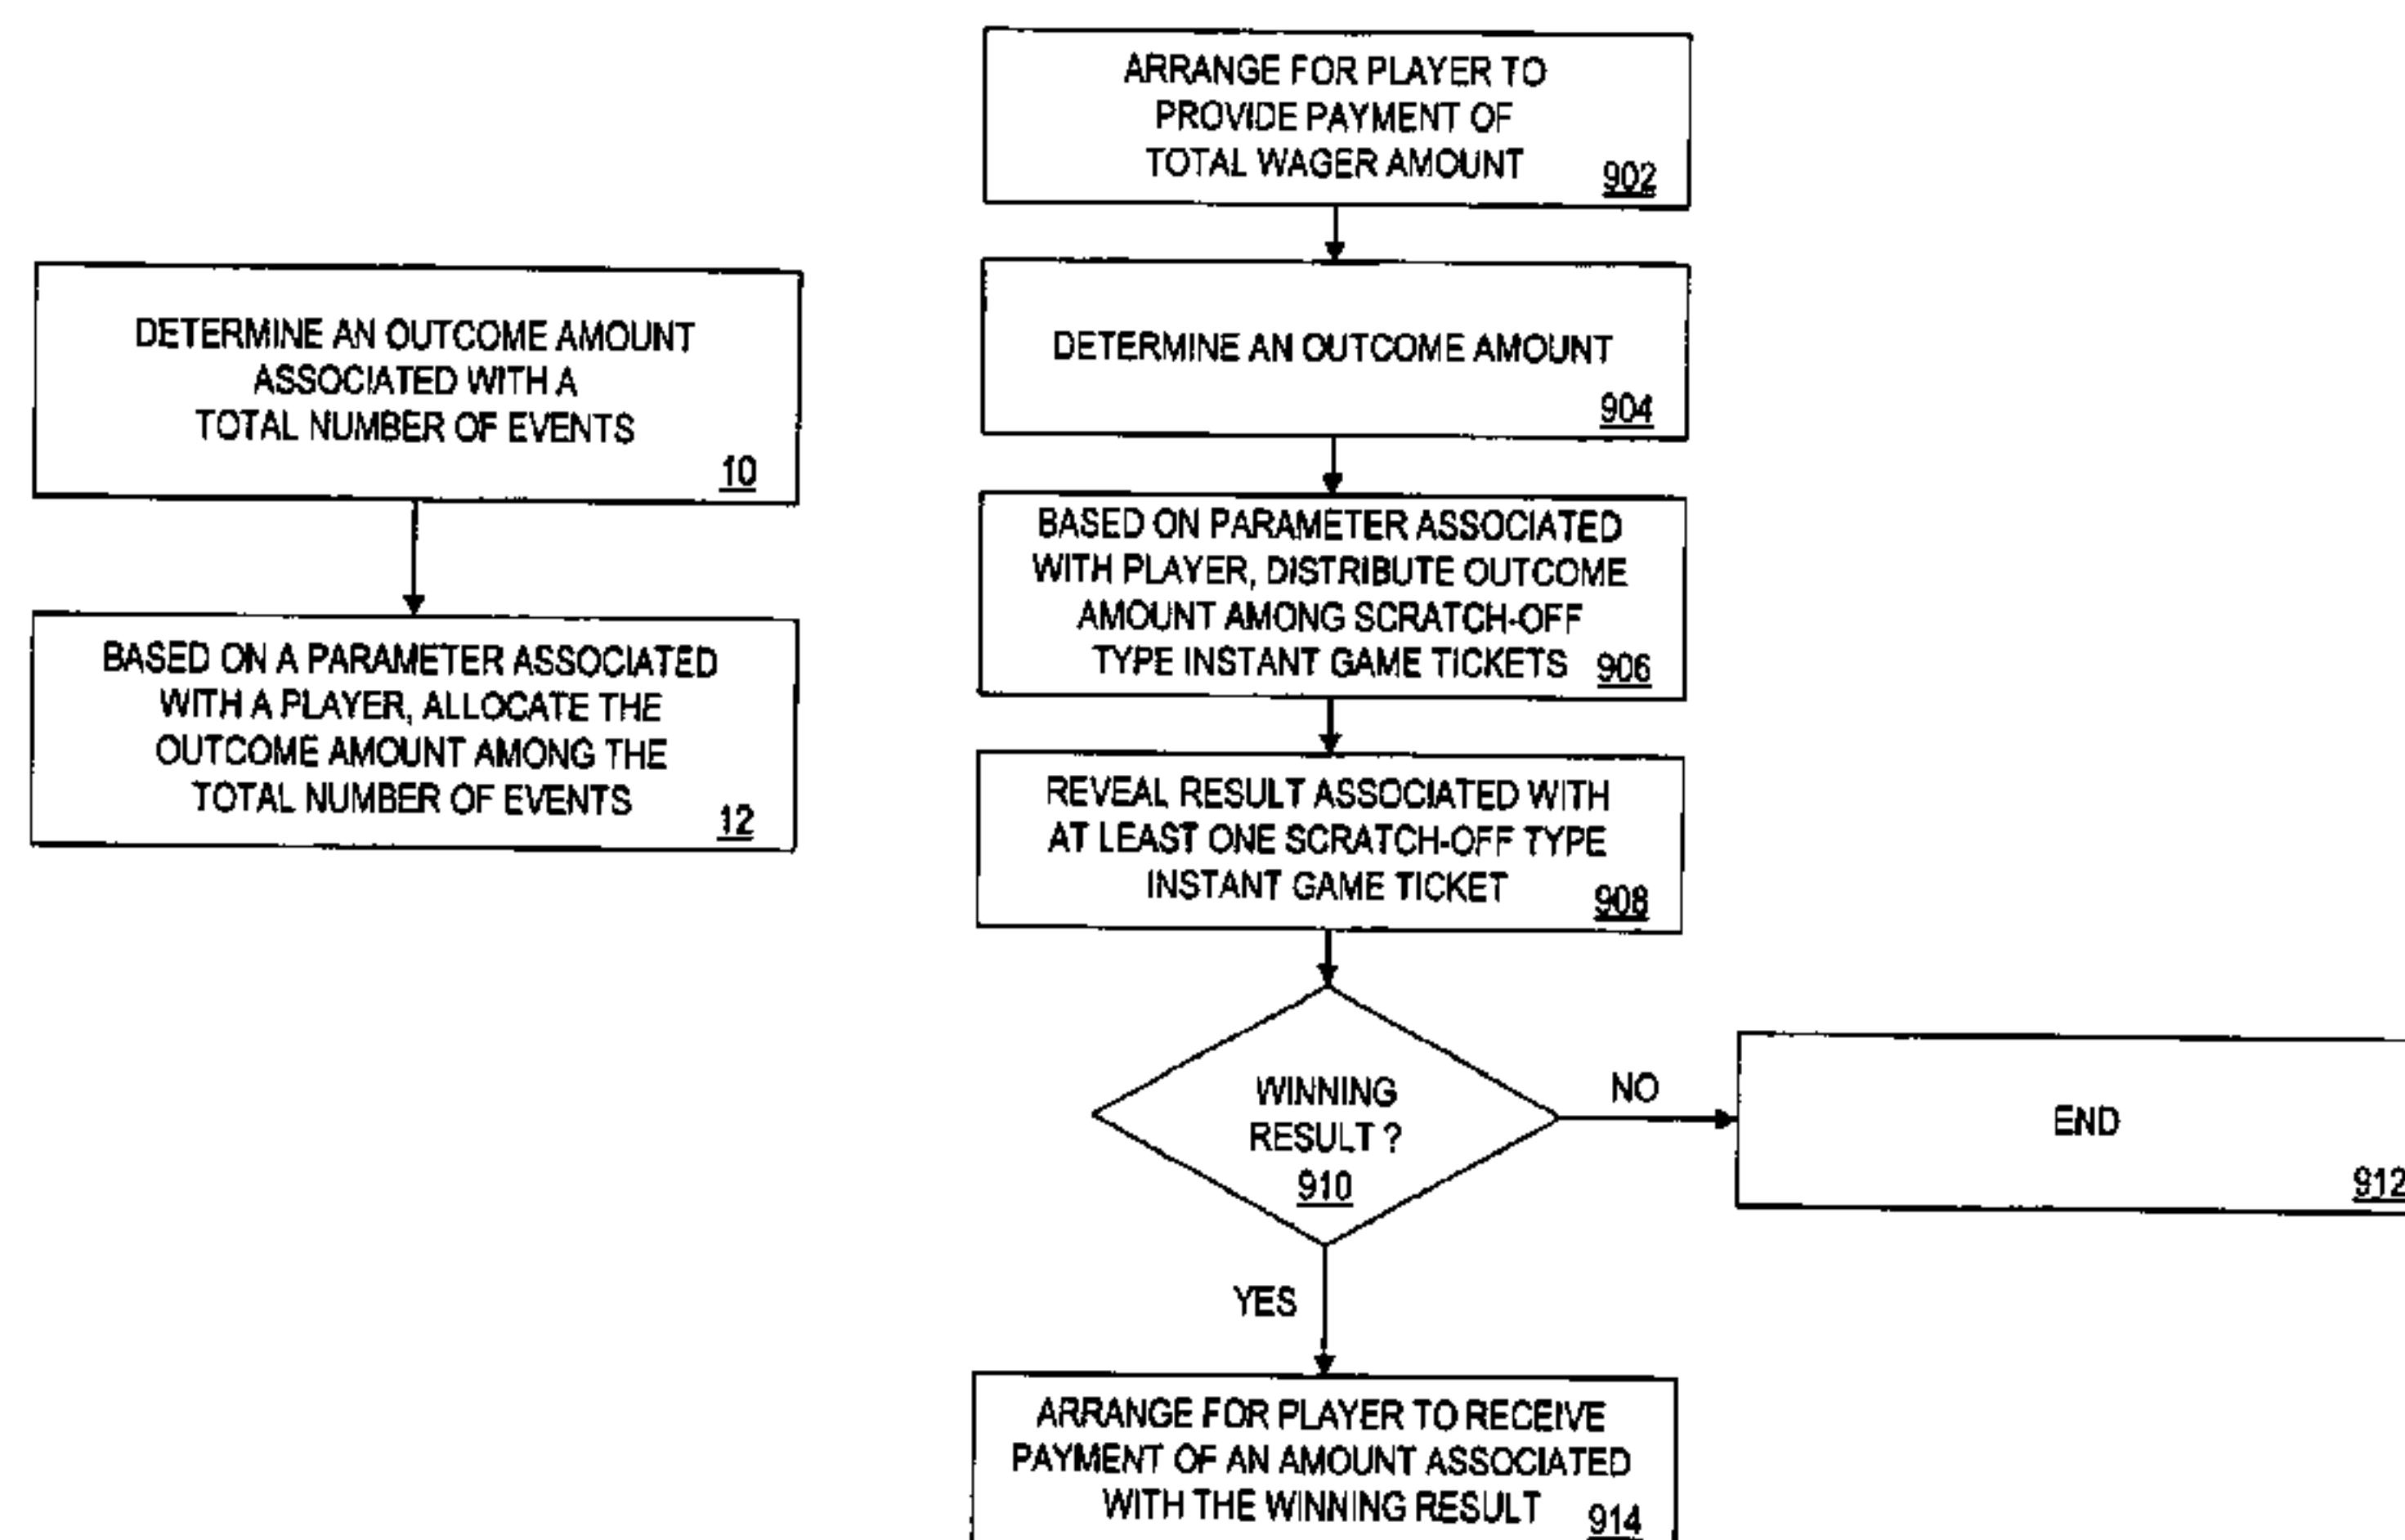 DETERMINE AN OUTCOME AMOUNT
ASSOCIATED WITH A
TOTAL NUMBER OF EVENTS
10
BASED ON A PARAMETER ASSOCIATED
WITH A PLAYER, ALLOCATE THE
OUTCOME AMOUNT AMONG THE
TOTAL NUMBER OF EVENTS
12
ARRANGE FOR PLAYER TO
PROVIDE PAYMENT OF
TOTAL WAGER AMOUNT
902
DETERMINE AN OUTCOME AMOUNT
904
BASED ON PARAMETER ASSOCIATED
WITH PLAYER, DISTRIBUTE OUTCOME
AMOUNT AMONG SCRATCH-OFF
TYPE INSTANT GAME TICKETS
906
REVEAL RESULT ASSOCIATED WITH
AT LEAST ONE SCRATCH-OFF TYPE
INSTANT GAME TICKET
908
WINNING
RESULT ?
910
NO
END
912
YES
ARRANGE FOR PLAYER TO RECEIVE
PAYMENT OF AN AMOUNT ASSOCIATED
WITH THE WINNING RESULT
914